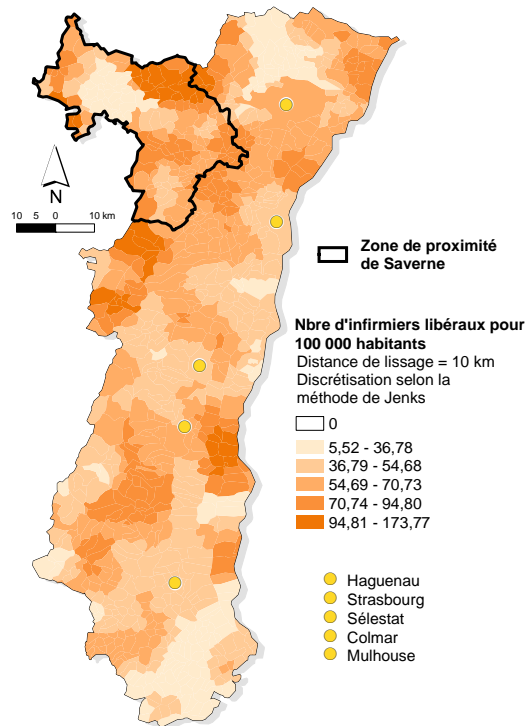 N
10 5 0 10 km
Zone de proximité
de Saverne
Nbre d'infirmiers libéraux pour
100 000 habitants
Distance de lissage = 10 km
Discrétisation selon la
méthode de Jenks
0
5,52 - 36,78
36,79 - 54,68
54,69 - 70,73
70,74 - 94,80
94,81 - 173,77
Haguenau
Strasbourg
Sélestat
Colmar
Mulhouse